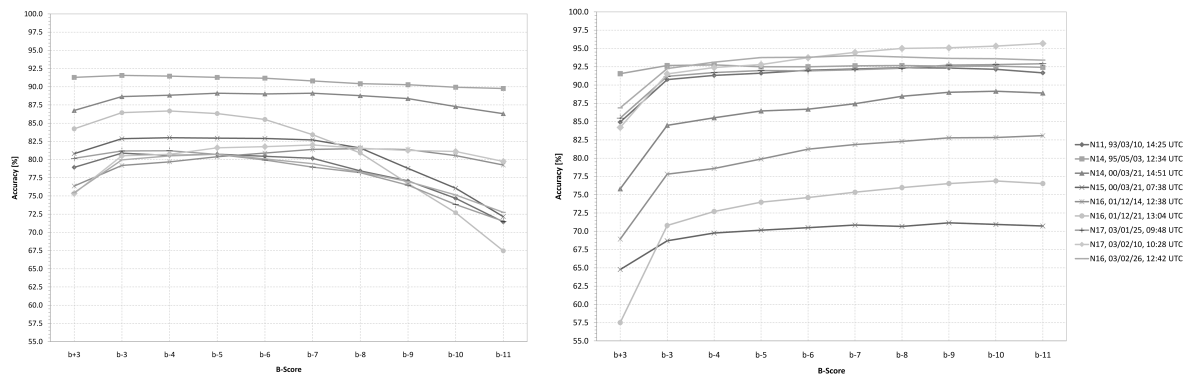 100.0
97.5
95.0
92.5
90.0
87.5
85.0
82.5
80.0
77.5
75.0
72.5
70.0
67.5
65.0
62.5
60.0
57.5
55.0
Accuracy [%]
b+3 b-3 b-4 b-5 b-6 b-7 b-8 b-9 b-10 b-11
B-Score
100.0
97.5
95.0
92.5
90.0
87.5
85.0
82.5
80.0
77.5
75.0
72.5
70.0
67.5
65.0
62.5
60.0
57.5
55.0
Accuracy [%]
b+3 b-3 b-4 b-5 b-6 b-7 b-8 b-9 b-10 b-11
B-Score
N11, 93/03/10, 14:25 UTC
N14, 95/05/03, 12:34 UTC
N14, 00/03/21, 14:51 UTC
N15, 00/03/21, 07:38 UTC
N16, 01/12/14, 12:38 UTC
N16, 01/12/21, 13:04 UTC
N17, 03/01/25, 09:48 UTC
N17, 03/02/10, 10:28 UTC
N16, 03/02/26, 12:42 UTC